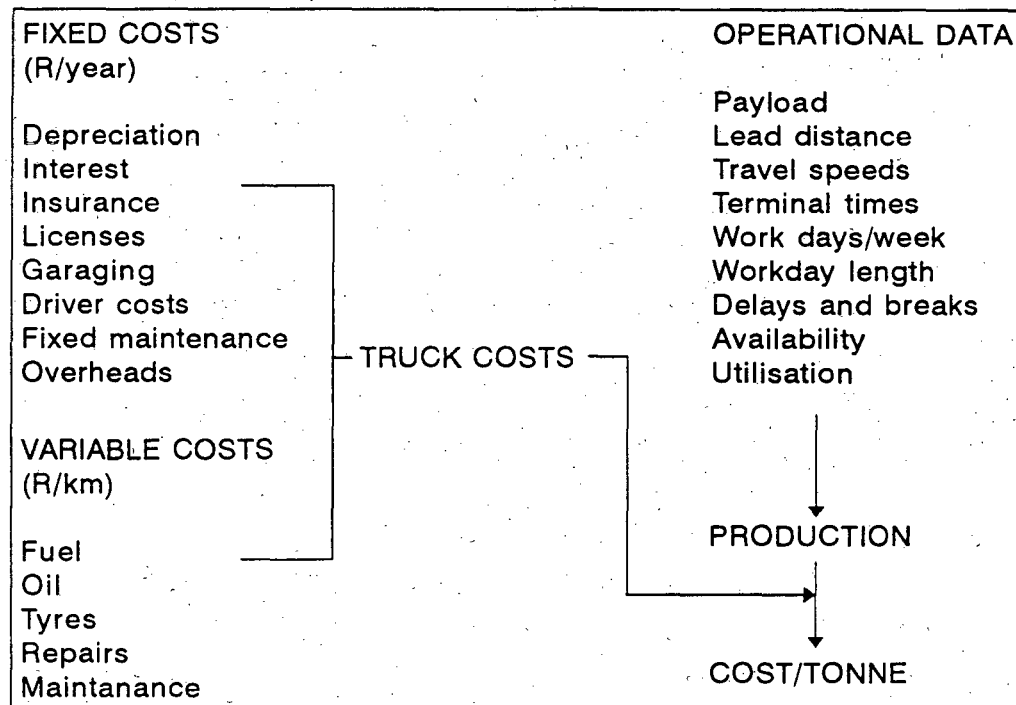 FIXED COSTS
(R/year)
Depreciation
Interest
Insurance
Licenses
Garaging
Driver costs
Fixed maintenance
Overheads
VARIABLE COSTS
(R/km)
Fuel
Oil
Tyres
Repairs
Maintanance
TRUCK COSTS
OPERATIONAL DATA
Payload
Lead distance
Travel speeds
Terminal times
Work days/week
Workday length
Delays and breaks
Availability
Utilisation
PRODUCTION
COST/TONNE